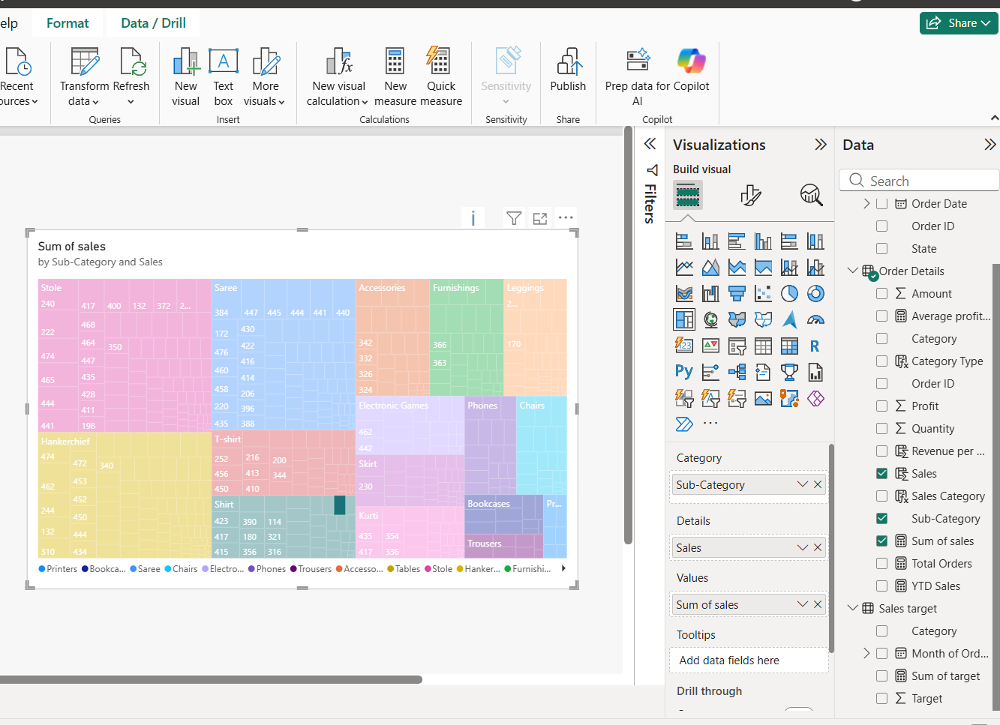 elp
Format
Data / Drill
Share
Recent
ources
Transform
data
Refresh
New
visual
Text
box
More
visuals
New visual
calculation
New
measure
Quick
measure
Sensitivity
Publish
Prep data for
AI
Copilot
Queries
Insert
Calculations
Sensitivity
Share
Copilot
Sum of sales
by Sub-Category and Sales
Stole
240 417 400 132 372 2...
222 468
464 350
474 447
465 435
444 428
411
441 198
Saree
384 447 445 444 441 440
172 430
476 422
416
460 414
458 206
220 396
435 388
Accessories
342
332
326
324
Furnishings
366
363
Leggings
2...
170
Hankerchief
474 472 340
462 453
452
244 450
132 444
310 434
T-shirt
252 216 200
456 413 344
450 410
Shirt
423 390 114
417 180 321
415 356 316
Electronic Games
462
442
Skirt
230
Kurti
435 354
417 336
Phones
Chairs
Bookcases
Pr...
Trousers
Printers Bookca... Saree Chairs Electro... Phones Trousers Accesso... Tables Stole Hanker... Furnishi...
Filters
Visualizations
Build visual
123
R
Py
...
Category
Sub-Category
Details
Sales
Values
Sum of sales
Tooltips
Add data fields here
Drill through
Data
Search
Order Date
Order ID
State
Order Details
Amount
Average profit...
Category
Category Type
Order ID
Profit
Quantity
Revenue per ...
Sales
Sales Category
Sub-Category
Sum of sales
Total Orders
YTD Sales
Sales target
Category
Month of Ord...
Sum of target
Target